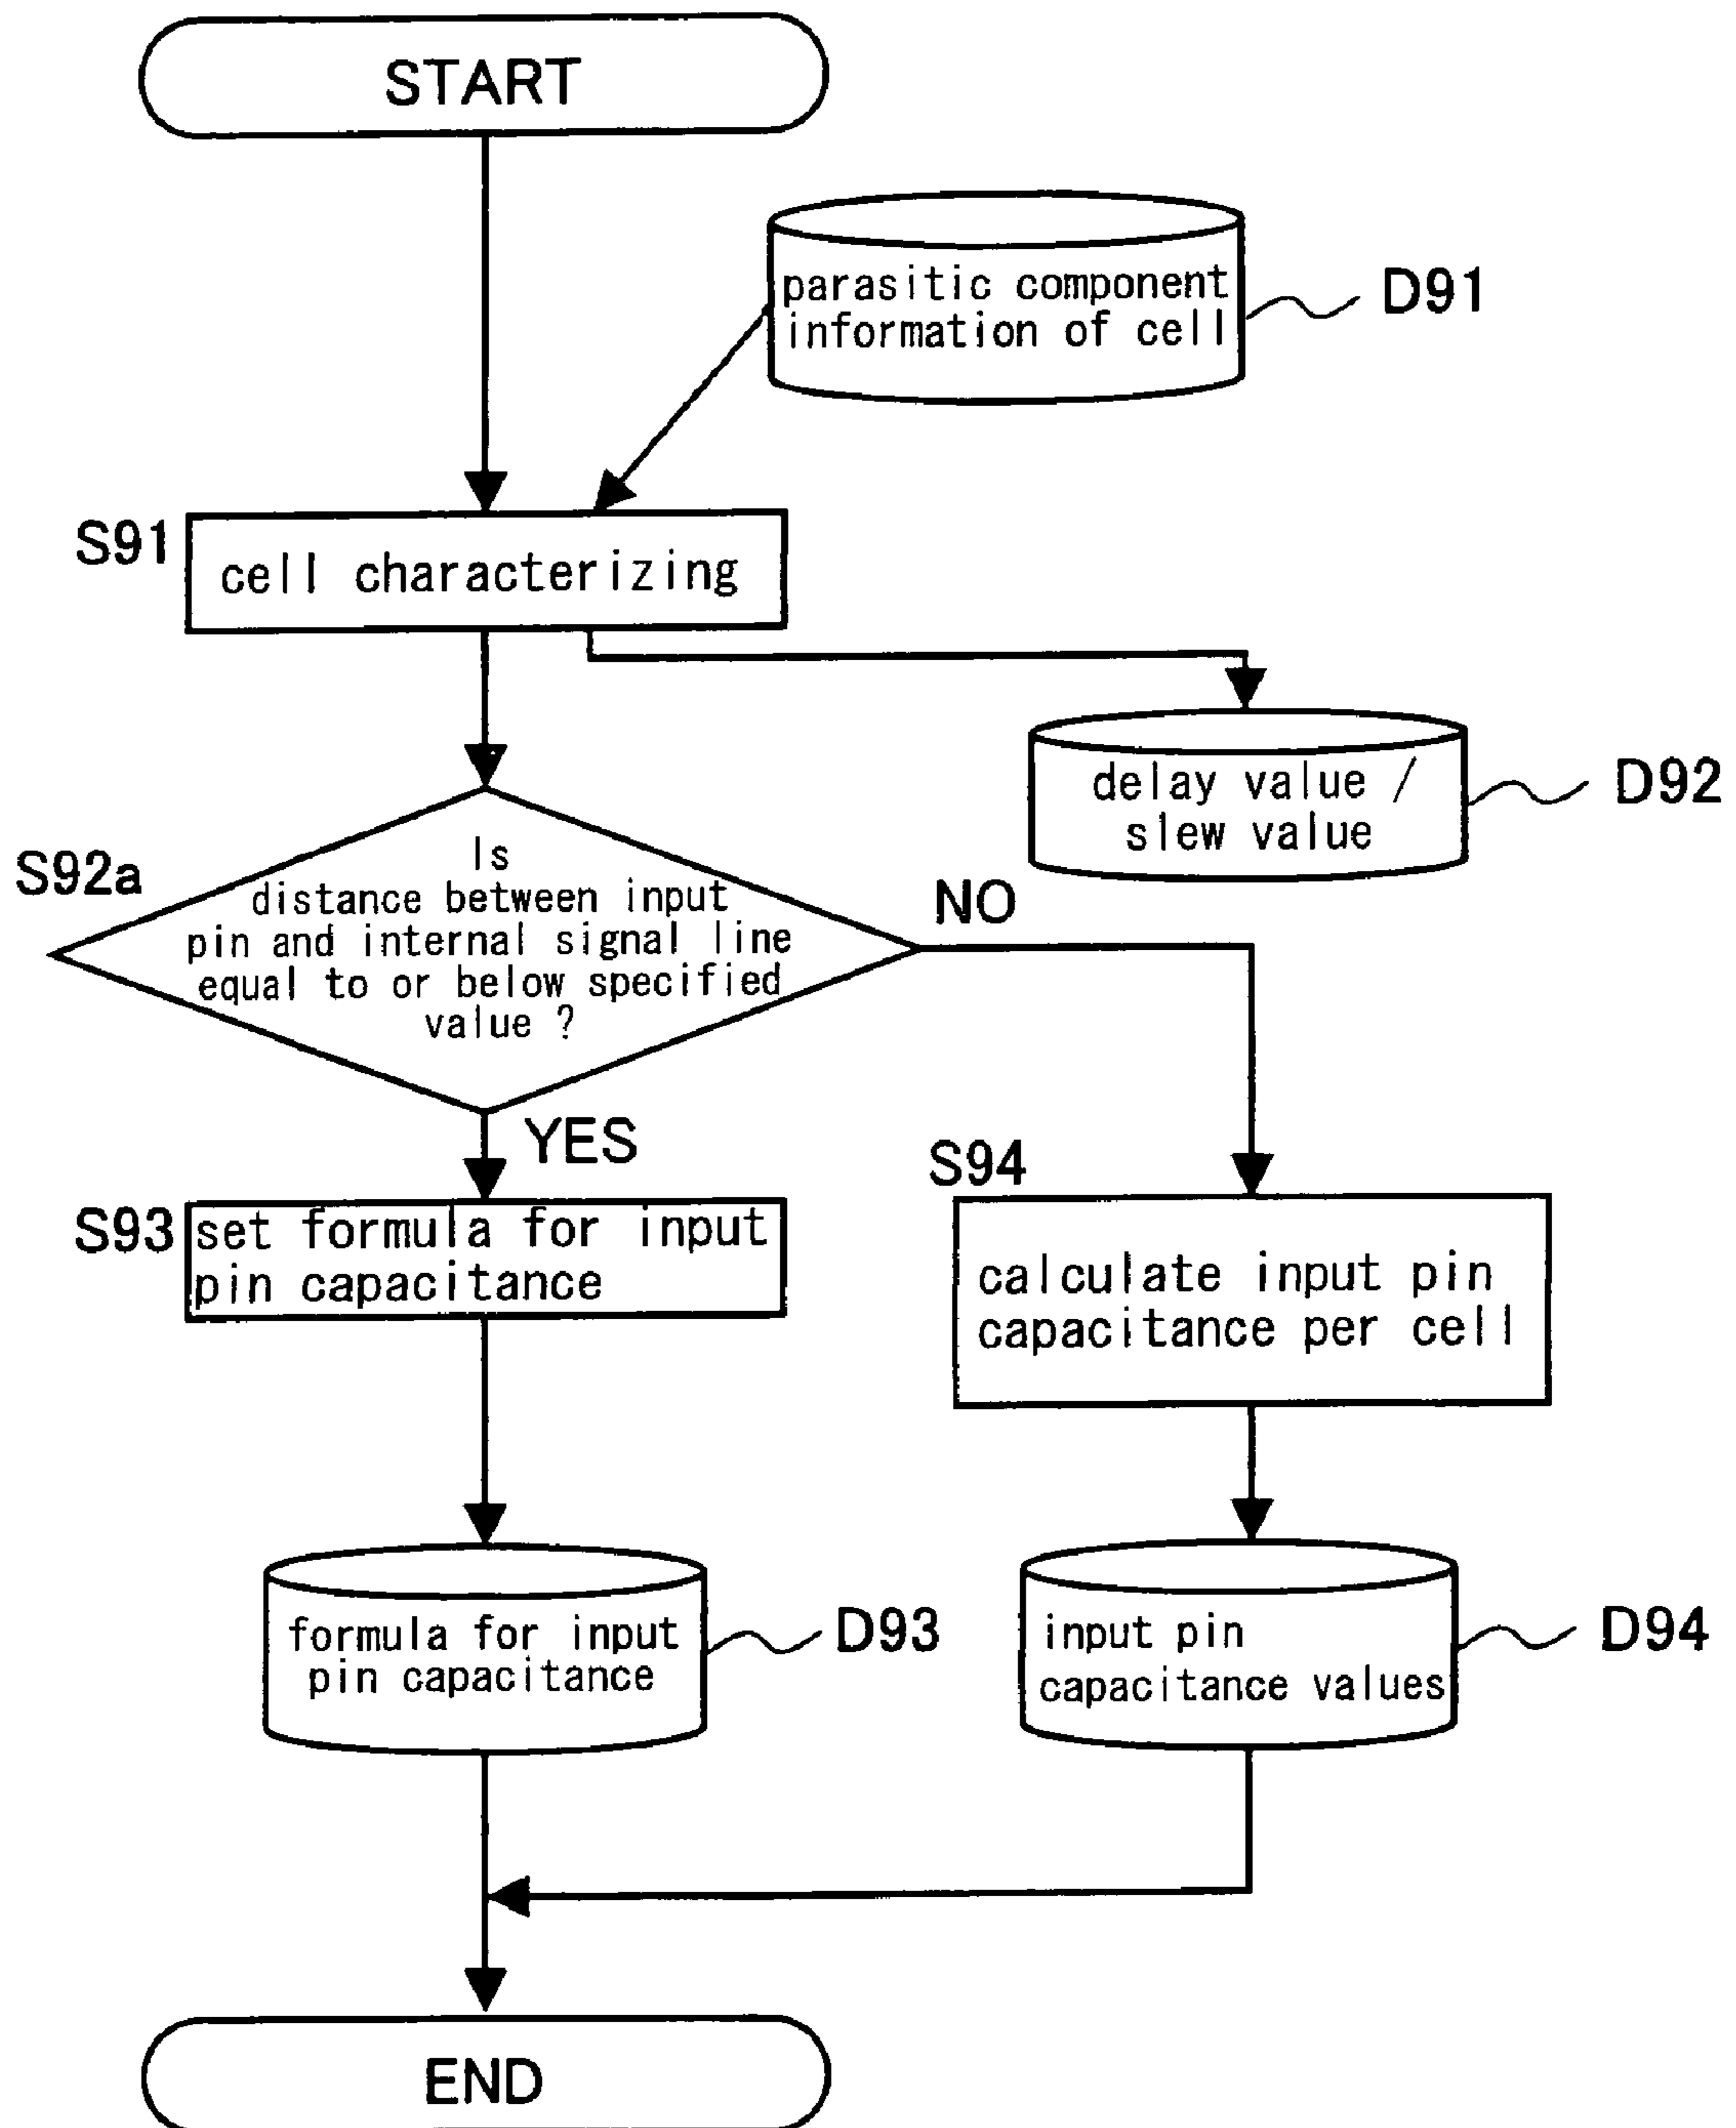 START
parasitic component
information of cell
D91
S91
cell characterizing
delay value /
slew value
D92
S92a
Is
distance between input
pin and internal signal line
equal to or below specified
value ?
NO
YES
S93
set formula for input
pin capacitance
S94
calculate input pin
capacitance per cell
formula for input
pin capacitance
D93
input pin
capacitance values
D94
END